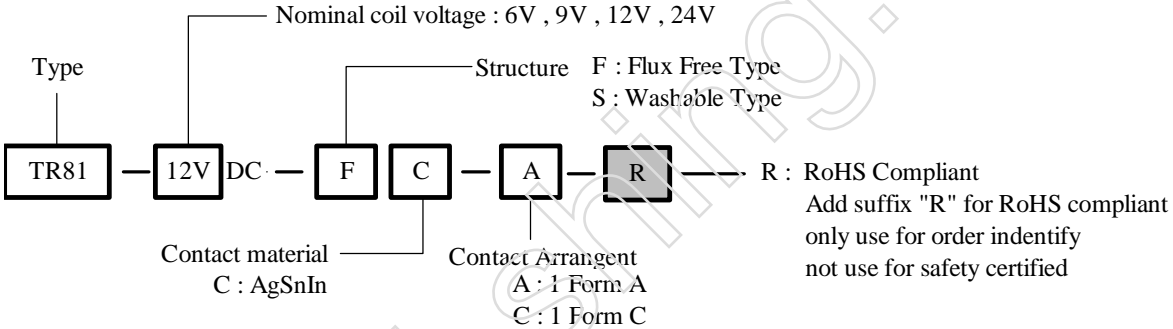 Nominal coil voltage : 6V , 9V , 12V , 24V
Type
Structure F : Flux Free Type
S : Washable Type
TR81 — 12V DC — F C — A — R — R : RoHS Compliant
Add suffix "R" for RoHS compliant
only use for order indentify
not use for safety certified
Contact material
C : AgSnIn
Contact Arrangent
A : 1 Form A
C : 1 Form C
shing.